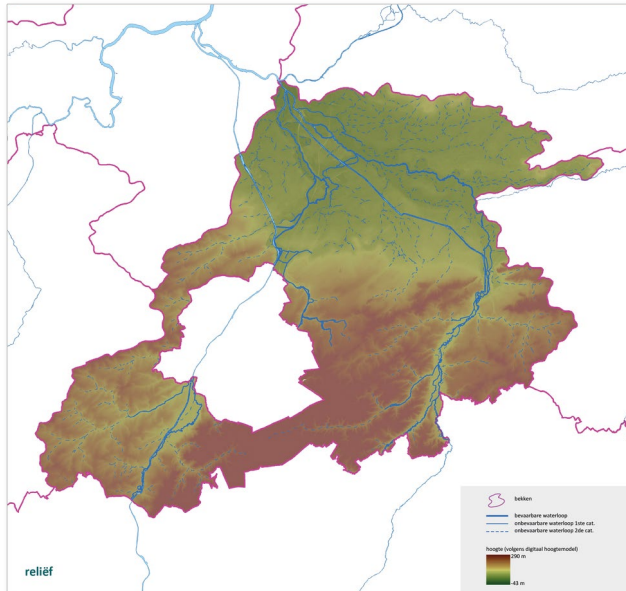 bekken
bevaarbare waterloop
onbevaarbare waterloop 1ste cat.
onbevaarbare waterloop 2de cat.
hoogte (volgens digitaal hoogtemodel)
290 m
-43 m
reliëf